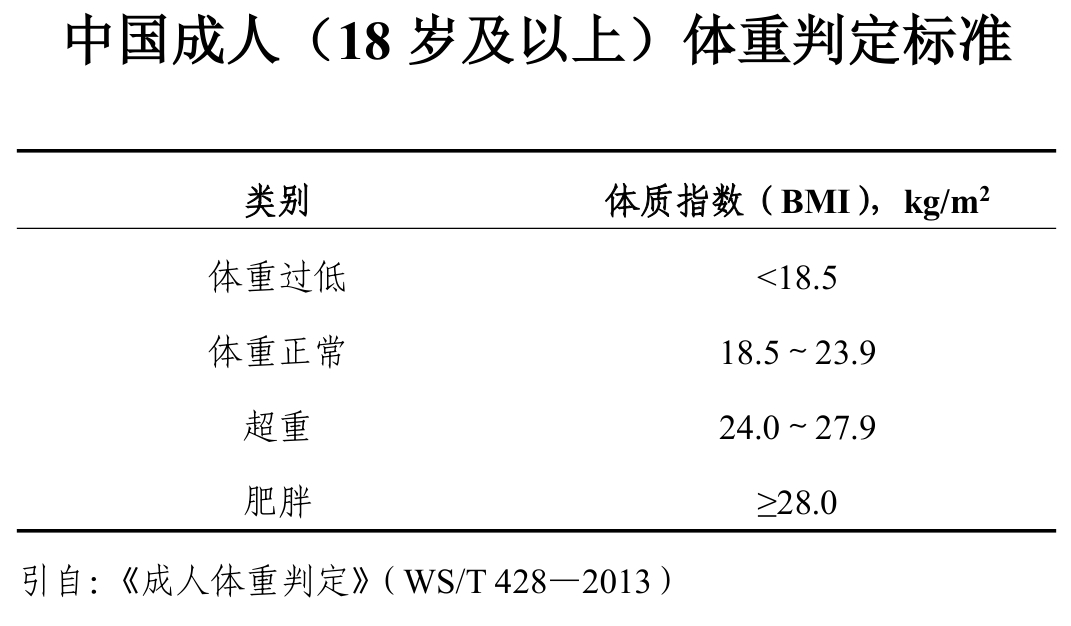 中国成人（18 岁及以上）体重判定标准
类别 体质指数（BMI），kg/m²
体重过低 <18.5
体重正常 18.5～23.9
超重 24.0～27.9
肥胖 ≥28.0
引自：《成人体重判定》（WS/T 428—2013）